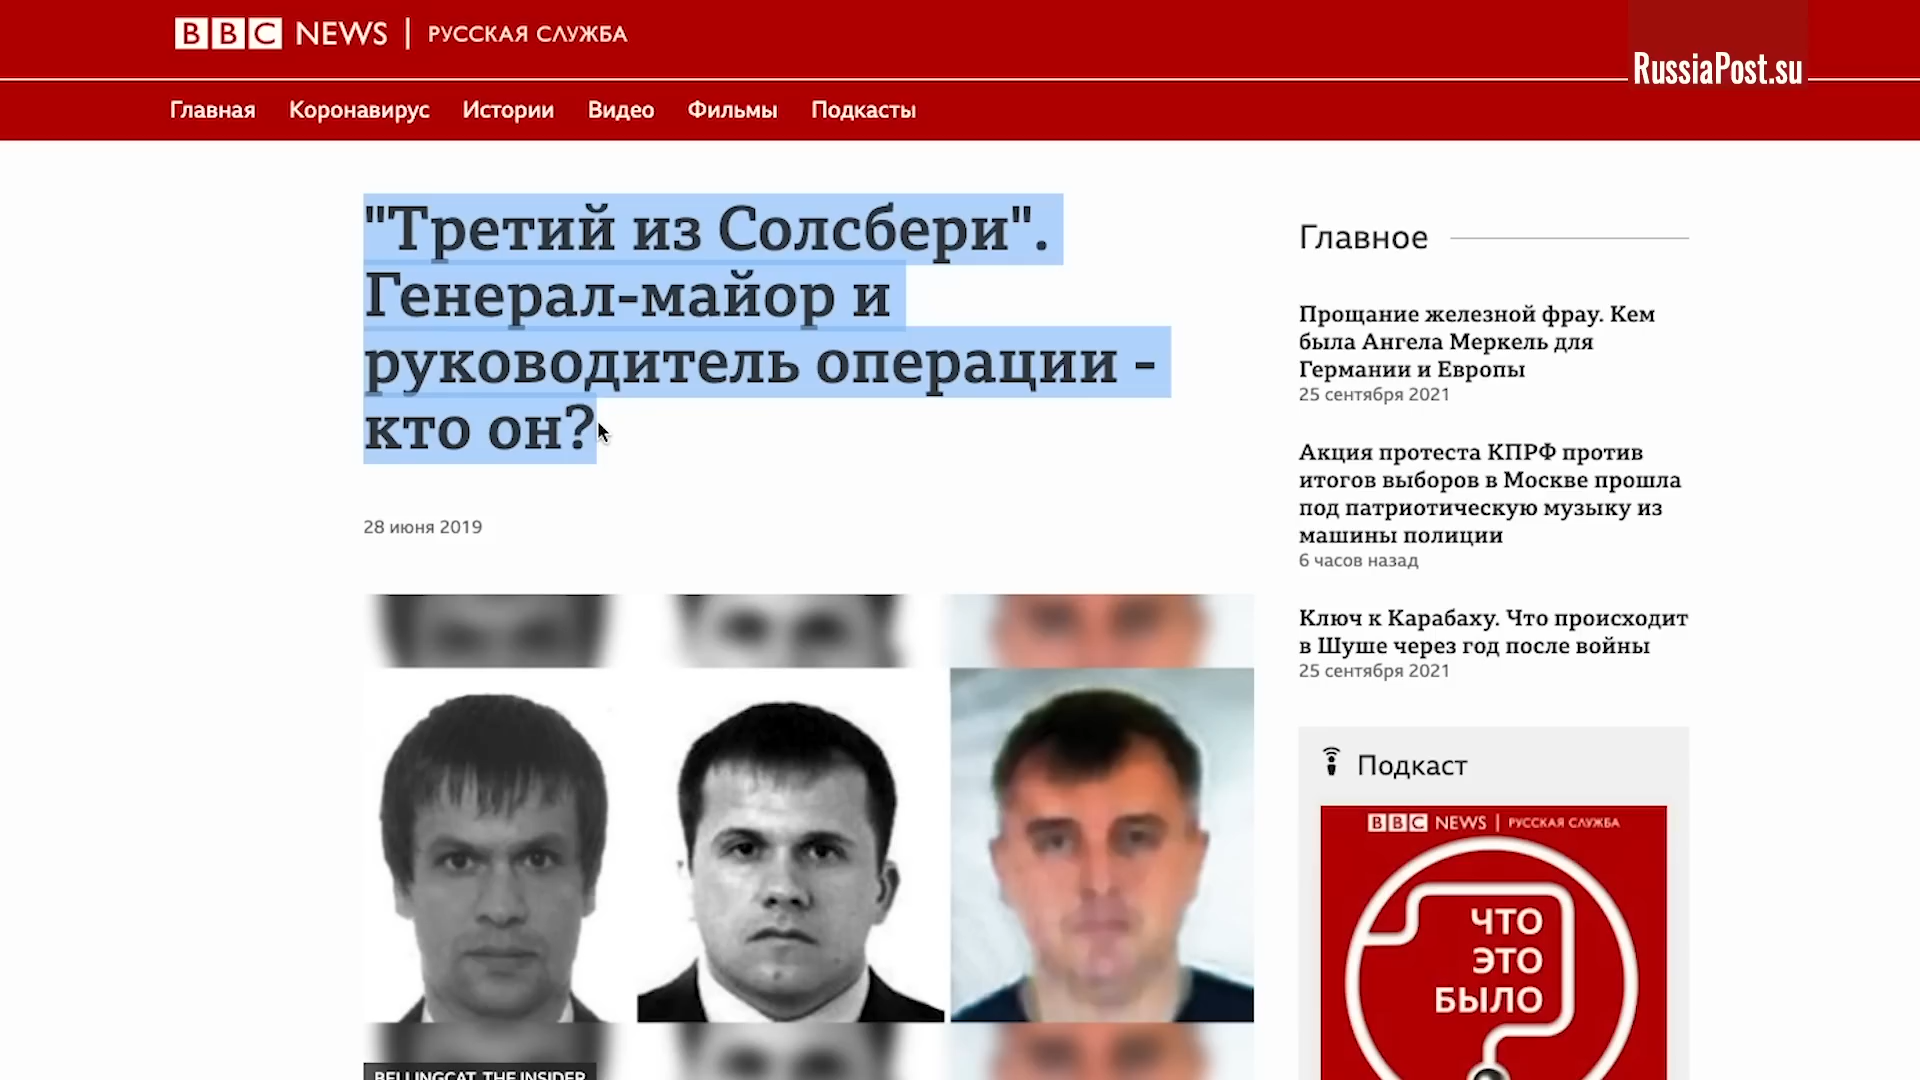 BBC NEWS | РУССКАЯ СЛУЖБА
RussiaPost.su
Главная Коронавирус Истории Видео Фильмы Подкасты
"Третий из Солсбери".
Генерал-майор и
руководитель операции -
кто он?
28 июня 2019
BELLINGCAT, THE INSIDER
Главное
Прощание железной фрау. Кем
была Ангела Меркель для
Германии и Европы
25 сентября 2021
Акция протеста КПРФ против
итогов выборов в Москве прошла
под патриотическую музыку из
машины полиции
6 часов назад
Ключ к Карабаху. Что происходит
в Шуше через год после войны
25 сентября 2021
Подкаст
BBC NEWS | РУССКАЯ СЛУЖБА
ЧТО
ЭТО
БЫЛО